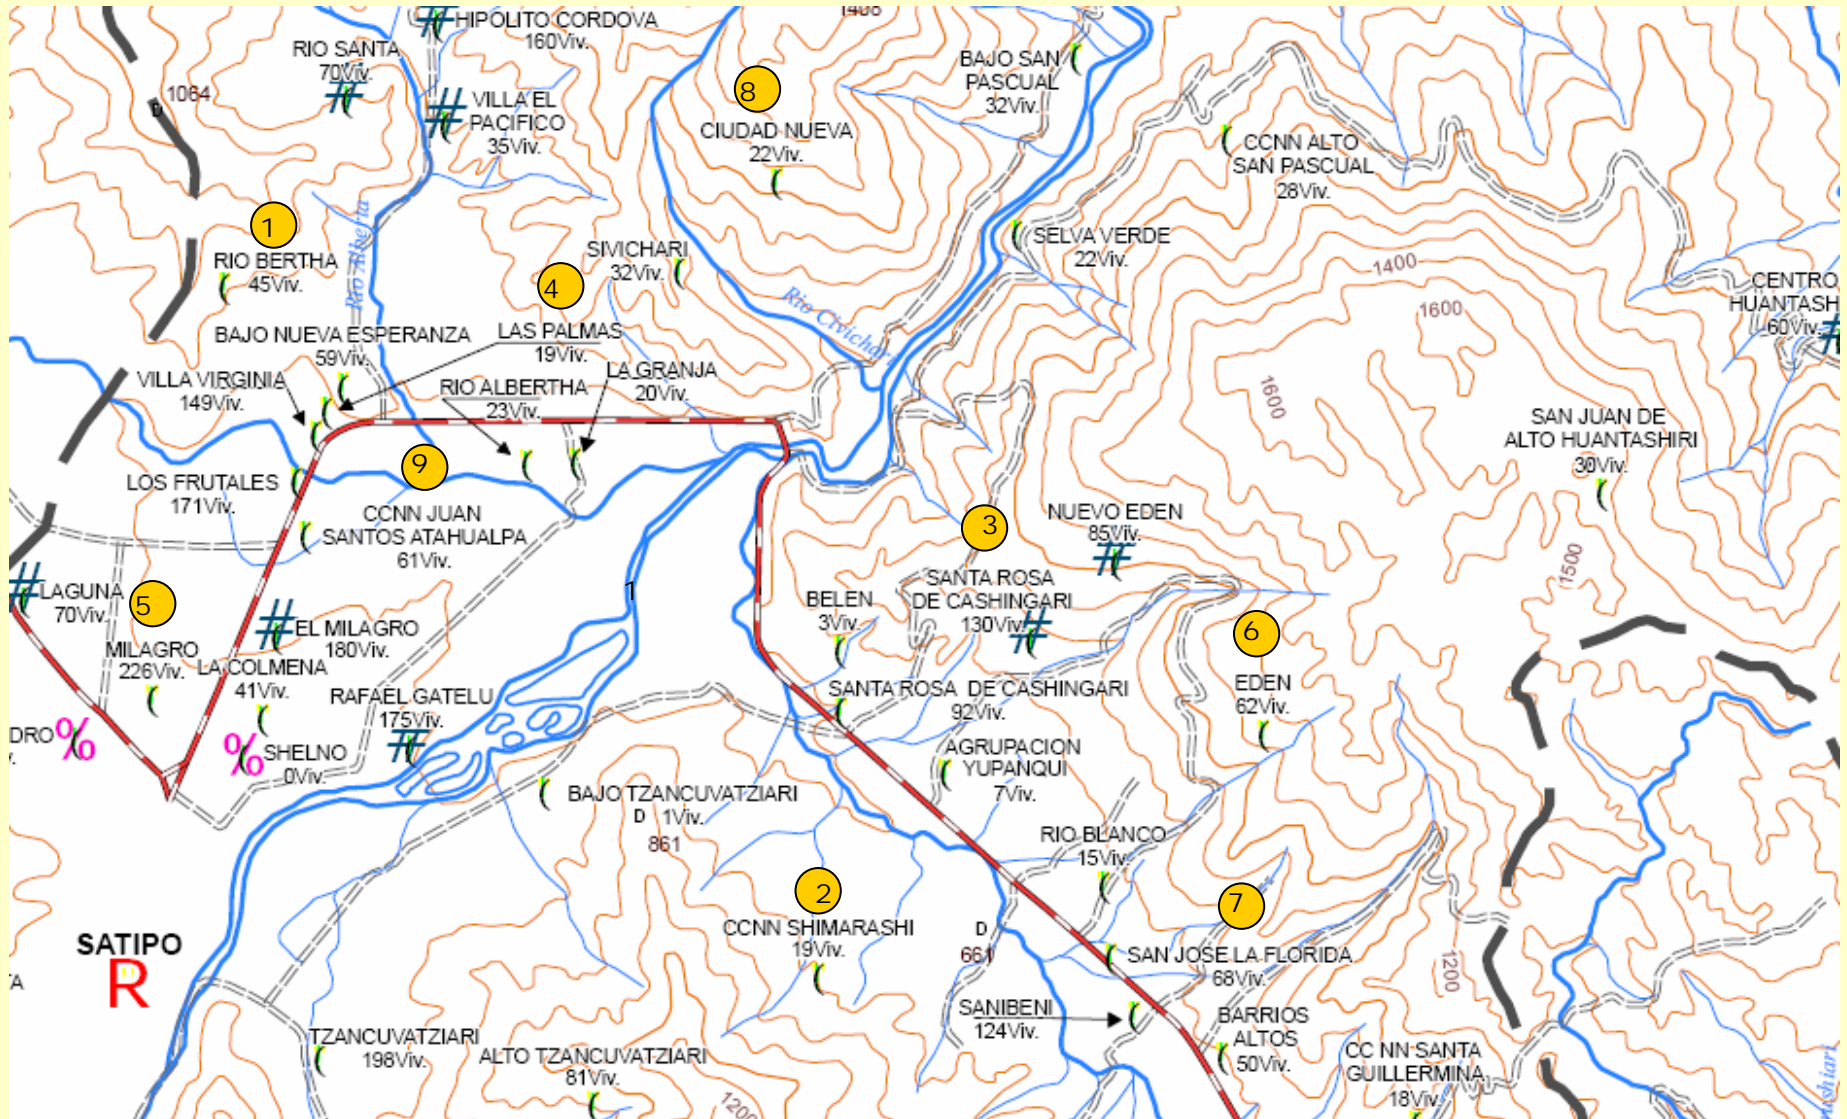 1408
HIPOLITO CORDOVA
160Viv.
RIO SANTA
70Viv.
BAJO SAN
PASCUAL
32Viv.
1064
D
8
VILLA EL
PACIFICO
35Viv.
CIUDAD NUEVA
22Viv.
CCNN ALTO
SAN PASCUAL
28Viv.
1
RIO BERTHA
45Viv.
Rio Alberta
SIVICHARI
32Viv.
4
SELVA VERDE
22Viv.
1400
1600
CENTRO
HUANTASH
60Viv.
Rio Civichari
BAJO NUEVA ESPERANZA
59Viv.
LAS PALMAS
19Viv.
VILLA VIRGINIA
149Viv.
RIO ALBERTHA
23Viv.
LA GRANJA
20Viv.
1600
SAN JUAN DE
ALTO HUANTASHIRI
30Viv.
9
LOS FRUTALES
171Viv.
CCNN JUAN
SANTOS ATAHUALPA
61Viv.
3
NUEVO EDEN
85Viv.
1500
LAGUNA
70Viv.
5
1
BELEN
3Viv.
SANTA ROSA
DE CASHINGARI
130Viv.
6
EL MILAGRO
180Viv.
MILAGRO
226Viv.
LA COLMENA
41Viv.
RAFAEL GATELU
175Viv.
SANTA ROSA DE CASHINGARI
92Viv.
EDEN
62Viv.
DRO
%
v.
%
SHELNO
0Viv.
AGRUPACION
YUPANQUI
7Viv.
BAJO TZANCUVATZIARI
D 1Viv.
861
RIO BLANCO
15Viv.
2
7
CCNN SHIMARASHI
19Viv.
D
661
SATIPO
R
TA
SAN JOSE LA FLORIDA
68Viv.
1200
SANIBENI
124Viv.
BARRIOS
ALTOS
50Viv.
TZANCUVATZIARI
198Viv.
ALTO TZANCUVATZIARI
81Viv.
CC NN SANTA
GUILLERMINA
18Viv.
1200